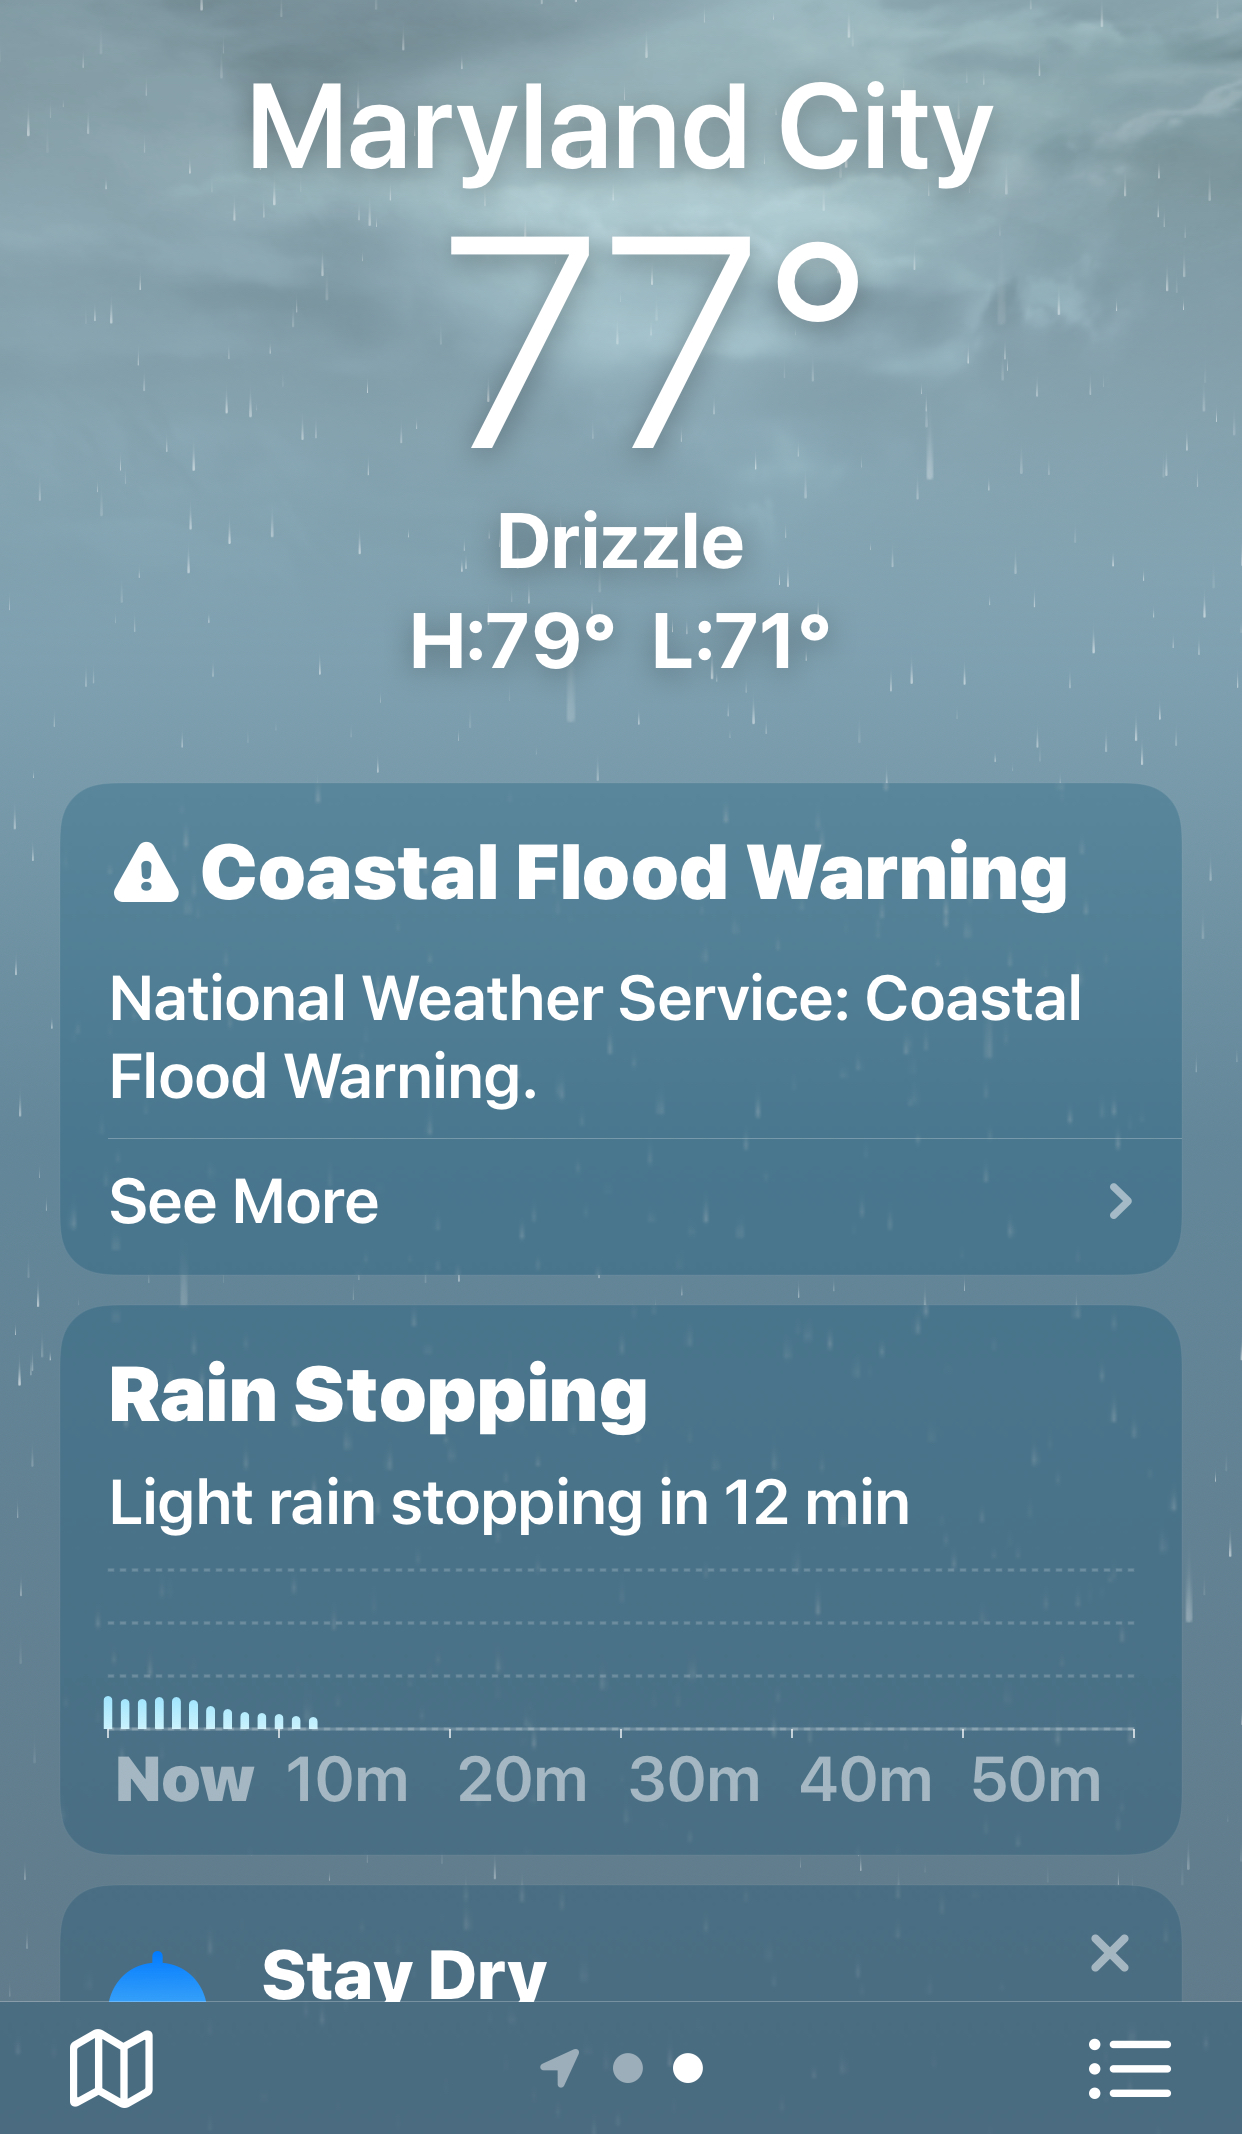 Maryland City
77°
Drizzle
H:79° L:71°
Coastal Flood Warning
National Weather Service: Coastal
Flood Warning.
See More
Rain Stopping
Light rain stopping in 12 min
Now 10m 20m 30m 40m 50m
Stay Dry